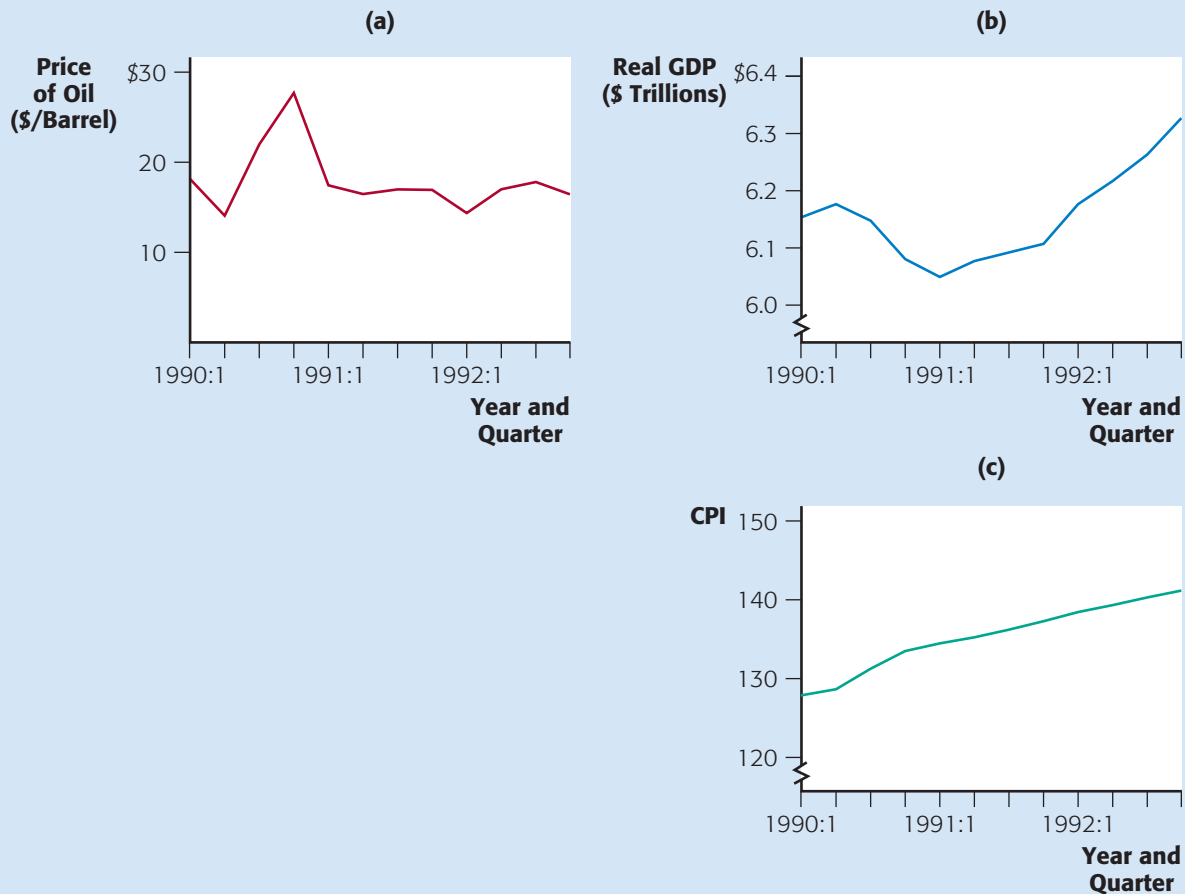 (a)
Price
of Oil
($/Barrel)
$30
20
10
1990:1 1991:1 1992:1
Year and
Quarter
(b)
Real GDP
($ Trillions)
$6.4
6.3
6.2
6.1
6.0
1990:1 1991:1 1992:1
Year and
Quarter
(c)
CPI
150
140
130
120
1990:1 1991:1 1992:1
Year and
Quarter